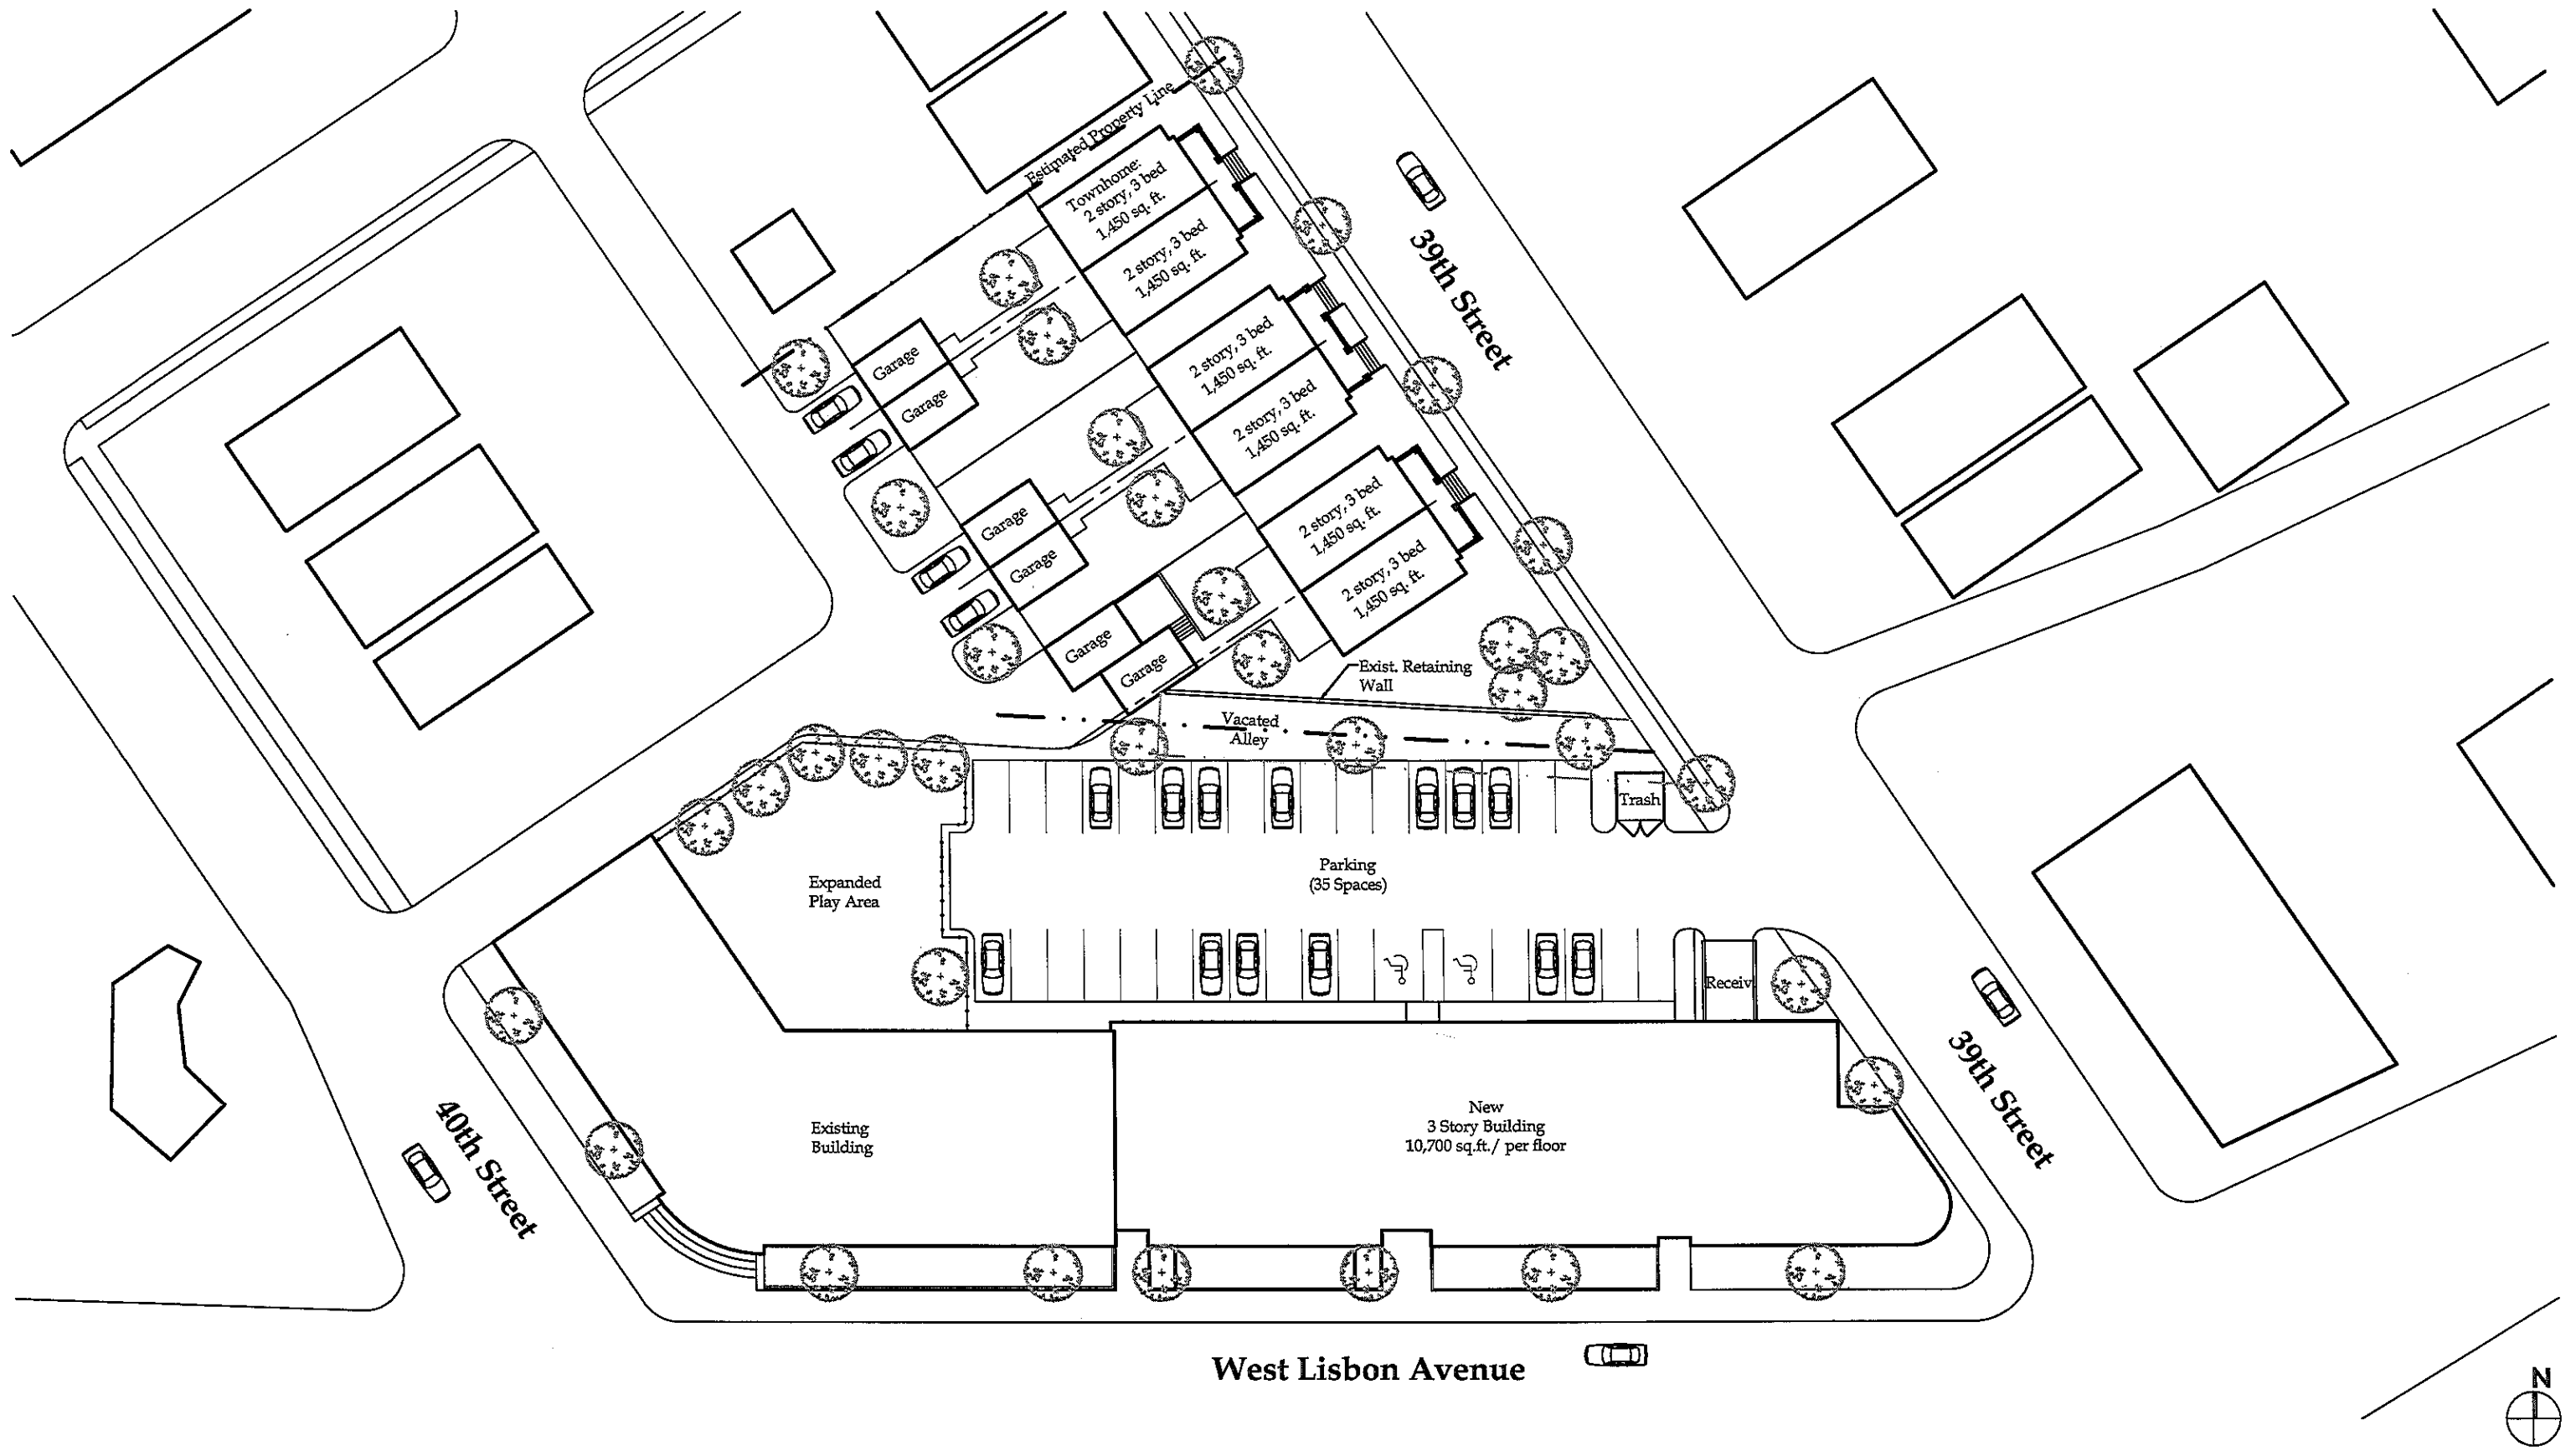 Estimated Property Line
Townhome:
2 story, 3 bed
1,450 sq. ft.
2 story, 3 bed
1,450 sq. ft.
39th Street
2 story, 3 bed
1,450 sq. ft.
2 story, 3 bed
1,450 sq. ft.
2 story, 3 bed
1,450 sq. ft.
2 story, 3 bed
1,450 sq. ft.
Garage
Garage
Garage
Garage
Garage
Garage
Exist. Retaining
Wall
Vacated
Alley
Trash
Parking
(35 Spaces)
Expanded
Play Area
Receiv
Existing
Building
New
3 Story Building
10,700 sq.ft./ per floor
40th Street
39th Street
West Lisbon Avenue
N